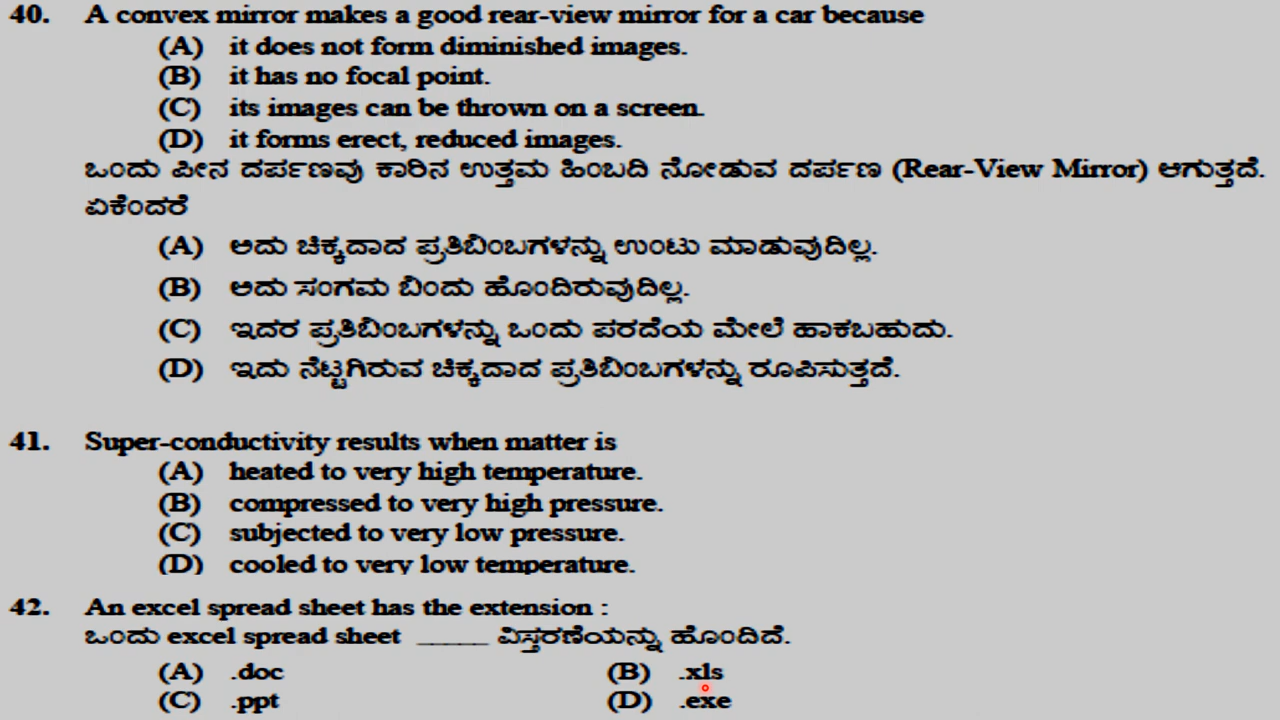 40. A convex mirror makes a good rear-view mirror for a car because
(A) it does not form diminished images.
(B) it has no focal point.
(C) its images can be thrown on a screen.
(D) it forms erect, reduced images.
ಒಂದು ಪೀನ ದರ್ಪಣವು ಕಾರಿನ ಉತ್ತಮ ಹಿಂಬದಿ ನೋಡುವ ದರ್ಪಣ (Rear-View Mirror) ಆಗುತ್ತದೆ.
ಏಕೆಂದರೆ
(A) ಅದು ಚಿಕ್ಕದಾದ ಪ್ರತಿಬಿಂಬಗಳನ್ನು ಉಂಟು ಮಾಡುವುದಿಲ್ಲ.
(B) ಅದು ಸಂಗಮ ಬಿಂದು ಹೊಂದಿರುವುದಿಲ್ಲ.
(C) ಇದರ ಪ್ರತಿಬಿಂಬಗಳನ್ನು ಒಂದು ಪರದೆಯ ಮೇಲೆ ಹಾಕಬಹುದು.
(D) ಇದು ನೆಟ್ಟಗಿರುವ ಚಿಕ್ಕದಾದ ಪ್ರತಿಬಿಂಬಗಳನ್ನು ರೂಪಿಸುತ್ತದೆ.
41. Super-conductivity results when matter is
(A) heated to very high temperature.
(B) compressed to very high pressure.
(C) subjected to very low pressure.
(D) cooled to very low temperature.
42. An excel spread sheet has the extension :
ಒಂದು excel spread sheet _____ ವಿಸ್ತರಣೆಯನ್ನು ಹೊಂದಿದೆ.
(A) .doc (B) .xls
(C) .ppt (D) .exe